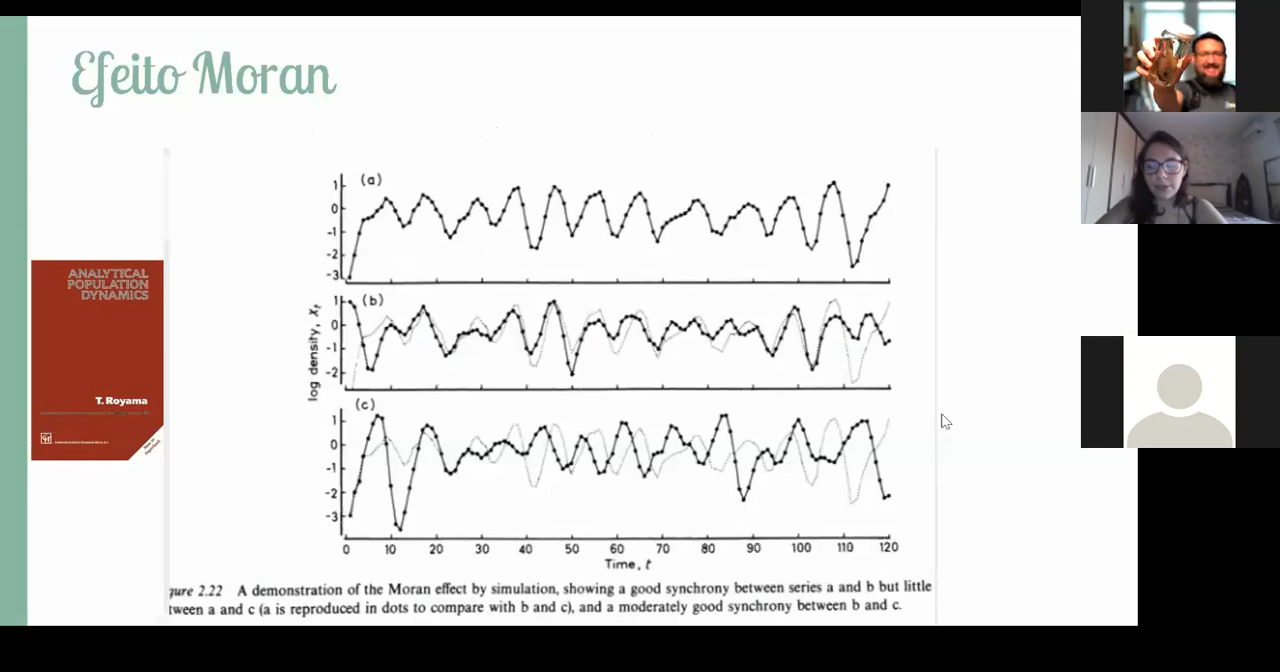 Efeito Moran
(a)
1
0
-1
-2
-3
(b)
1
0
-1
-2
(c)
1
0
-1
-2
-3
log density, Xt
0 10 20 30 40 50 60 70 80 90 100 110 120
Time, t
ANALYTICAL
POPULATION
DYNAMICS
T. Royama
gure 2.22 A demonstration of the Moran effect by simulation, showing a good synchrony between series a and b but little
tween a and c (a is reproduced in dots to compare with b and c), and a moderately good synchrony between b and c.